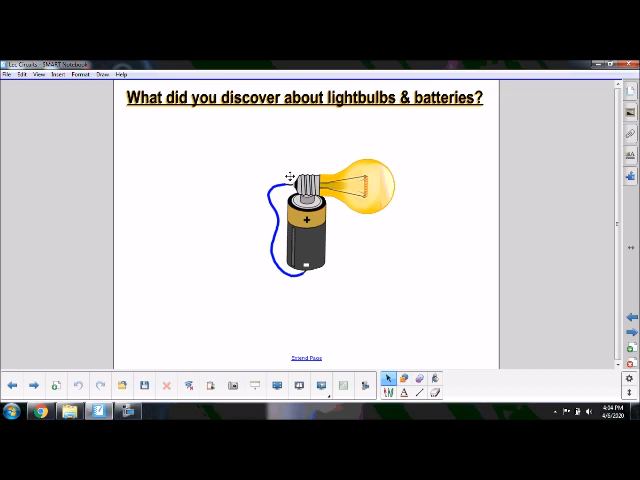 Lec Circuits - SMART Notebook
File Edit View Insert Format Draw Help
What did you discover about lightbulbs & batteries?
+
Extend Page
4:04 PM
4/6/2020